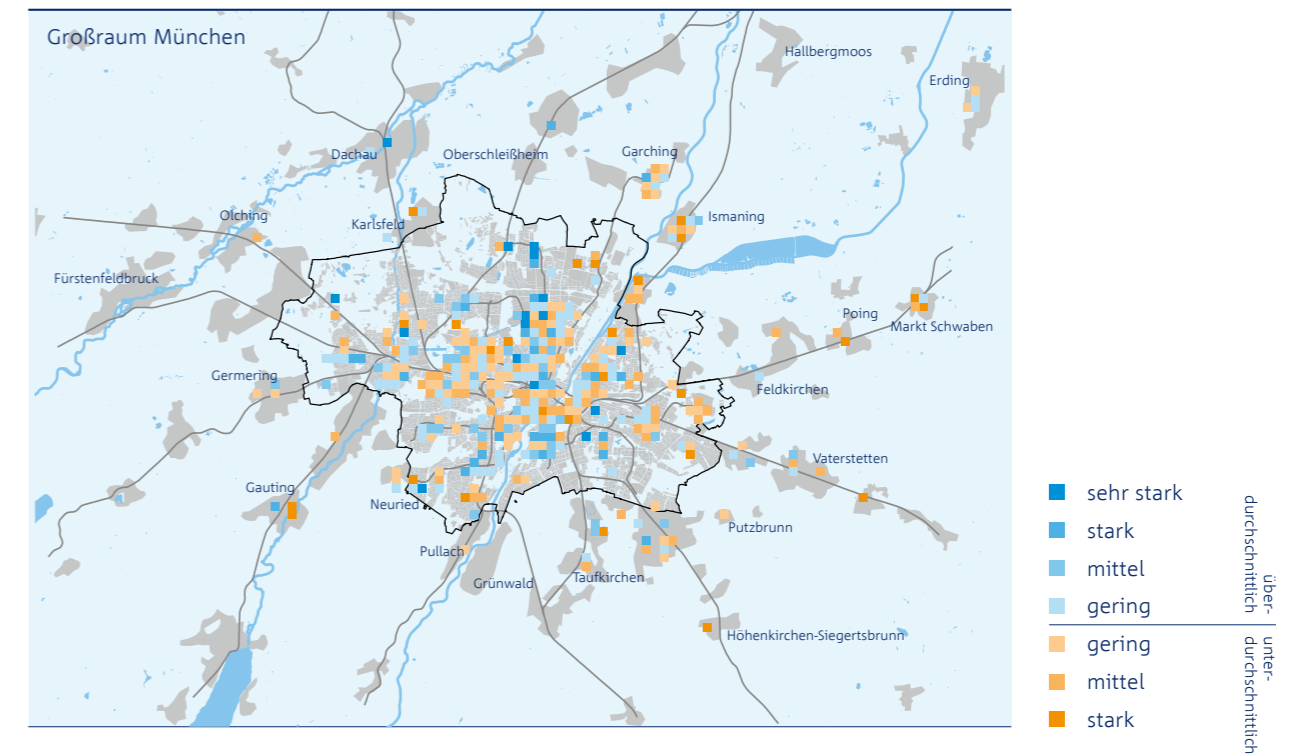 Großraum München
Hallbergmoos
Erding
Dachau
Oberschleißheim
Garching
Olching
Karlsfeld
Ismaning
Fürstenfeldbruck
Poing
Markt Schwaben
Germering
Feldkirchen
Vaterstetten
Gauting
Neuried
Putzbrunn
Pullach
Grünwald
Taufkirchen
Höhenkirchen-Siegertsbrunn
sehr stark
stark
mittel
gering
über-
durchschnittlich
gering
mittel
stark
unter-
durchschnittlich